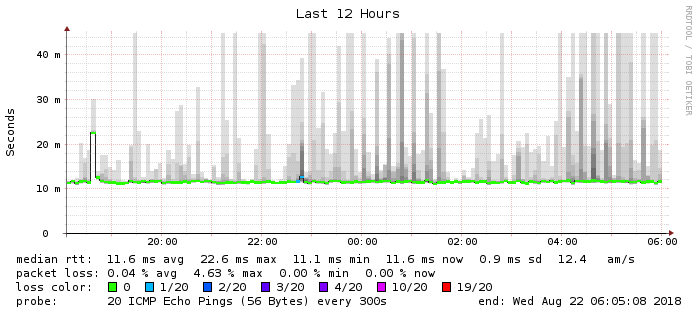 Last 12 Hours
RRDTOOL / TOBI OETIKER
Seconds
40 m
30 m
20 m
10 m
0
20:00 22:00 00:00 02:00 04:00 06:00
median rtt: 11.6 ms avg 22.6 ms max 11.1 ms min 11.6 ms now 0.9 ms sd 12.4 am/s
packet loss: 0.04 % avg 4.63 % max 0.00 % min 0.00 % now
loss color: 0 1/20 2/20 3/20 4/20 10/20 19/20
probe: 20 ICMP Echo Pings (56 Bytes) every 300s end: Wed Aug 22 06:05:08 2018